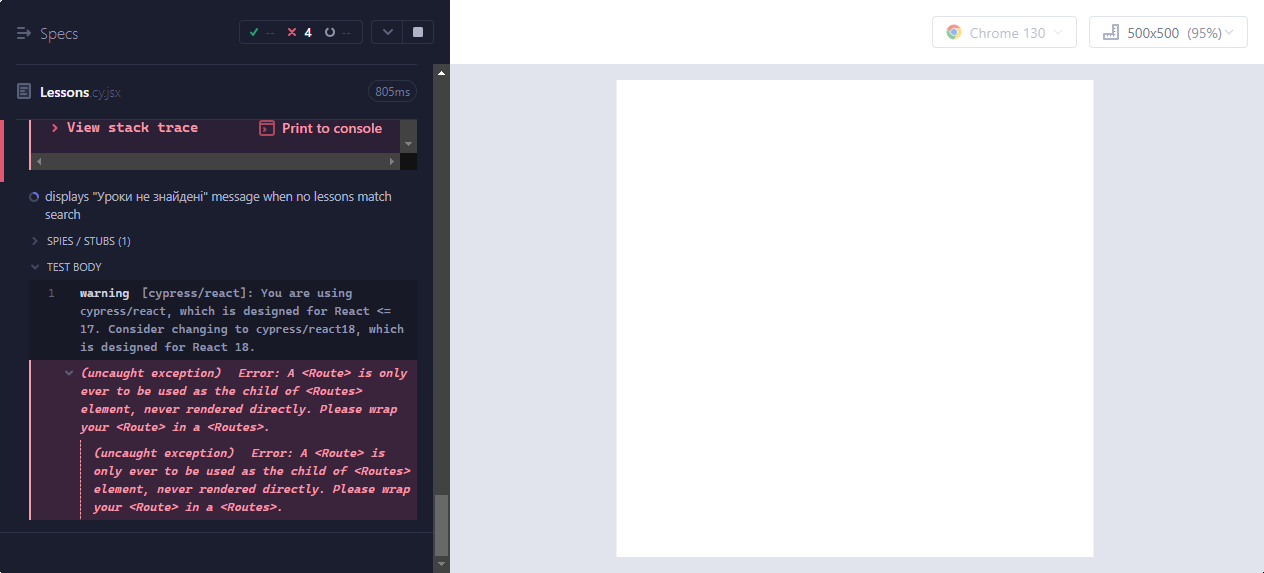 Specs
-- 4 --
Chrome 130
500x500 (95%)
Lessons.cy.jsx
805ms
View stack trace
Print to console
displays "Уроки не знайдені" message when no lessons match
search
SPIES / STUBS (1)
TEST BODY
1 warning [cypress/react]: You are using
cypress/react, which is designed for React <=
17. Consider changing to cypress/react18, which
is designed for React 18.
(uncaught exception) Error: A <Route> is only
ever to be used as the child of <Routes>
element, never rendered directly. Please wrap
your <Route> in a <Routes>.
(uncaught exception) Error: A <Route> is
only ever to be used as the child of <Routes>
element, never rendered directly. Please wrap
your <Route> in a <Routes>.